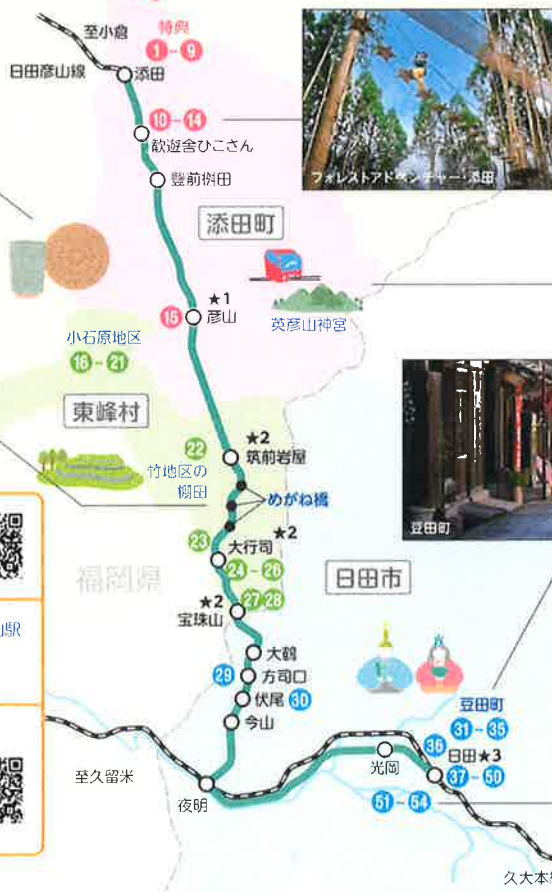 至小倉
特典
1-9
日田彦山線
添田
10-14
歓遊舎ひこさん
フォレストアドベンチャー・添田
豊前桝田
添田町
★1
15
彦山
英彦山神宮
小石原地区
16-21
東峰村
★2
22
筑前岩屋
竹地区の
棚田
めがね橋
23
★2
大行司
24-26
福岡県
日田市
豆田町
27・28
★2
宝珠山
大鶴
29
方司口
伏尾
30
今山
豆田町
31-35
36
日田★3
37-50
光岡
51-54
至久留米
夜明
久大本